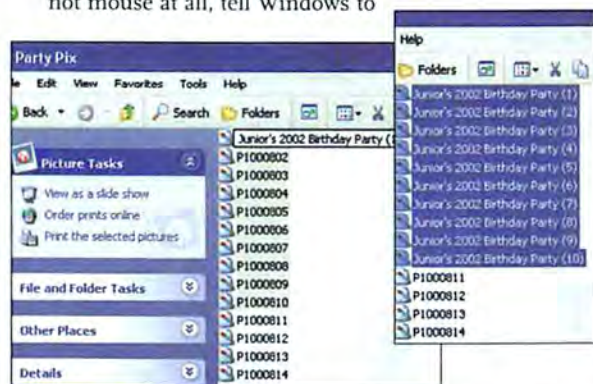 not mouse at all, tell Windows to
Party Pix
Edit View Favorites Tools Help
Back Search Folders
Picture Tasks
View as a slide show
Order prints online
Print the selected pictures
File and Folder Tasks
Other Places
Details
Junior's 2002 Birthday Party (
P1000802
P1000803
P1000804
P1000805
P1000806
P1000807
P1000808
P1000809
P1000810
P1000811
P1000812
P1000813
P1000814
Help
Folders
Junior's 2002 Birthday Party (1)
Junior's 2002 Birthday Party (2)
Junior's 2002 Birthday Party (3)
Junior's 2002 Birthday Party (4)
Junior's 2002 Birthday Party (5)
Junior's 2002 Birthday Party (6)
Junior's 2002 Birthday Party (7)
Junior's 2002 Birthday Party (8)
Junior's 2002 Birthday Party (9)
Junior's 2002 Birthday Party (10)
P1000811
P1000812
P1000813
P1000814